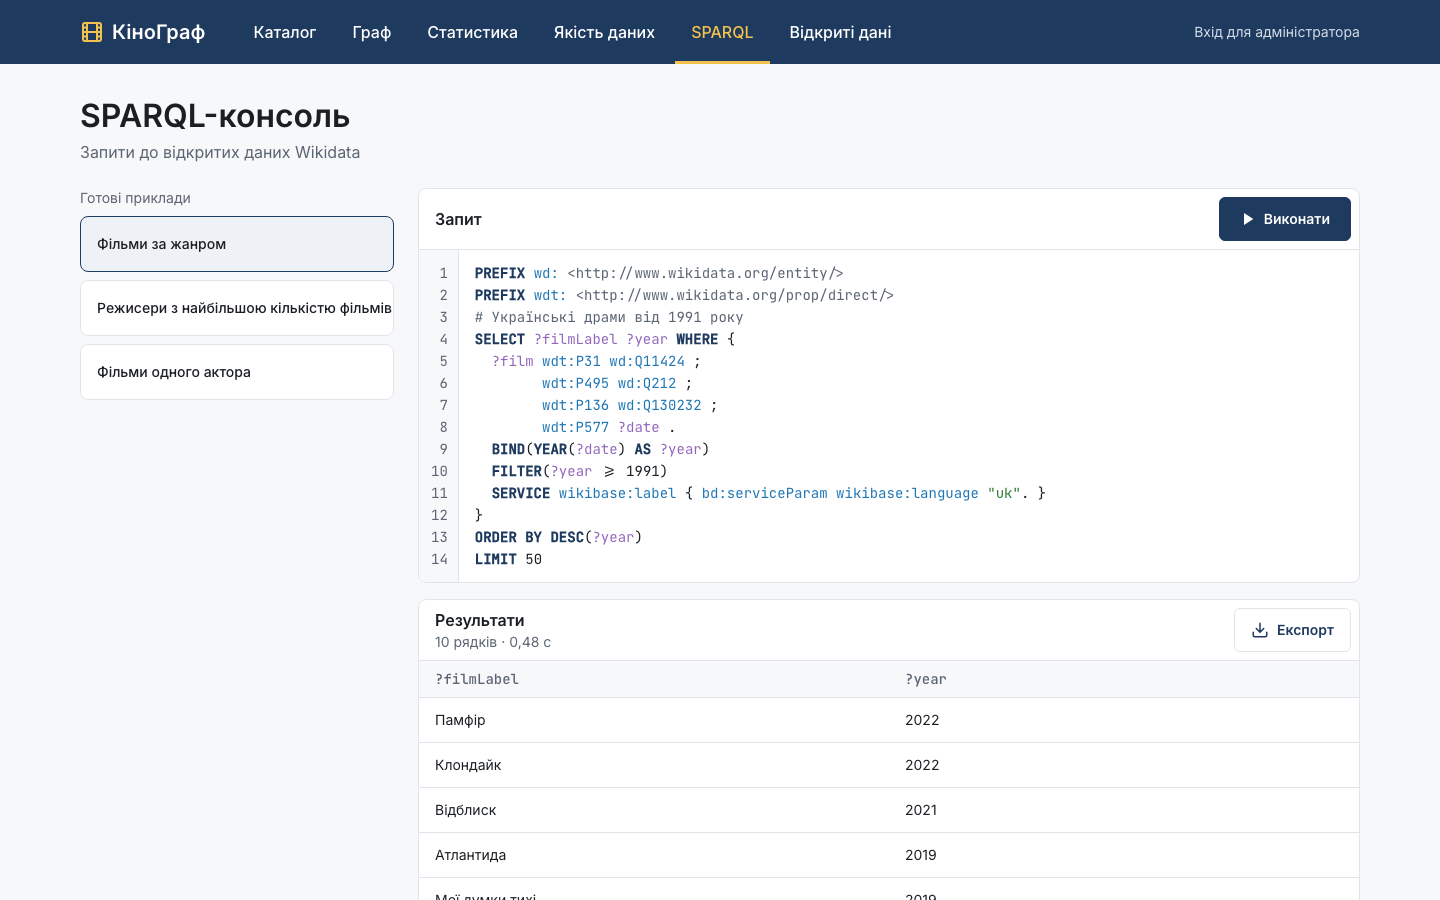 КіноГраф
Каталог
Граф
Статистика
Якість даних
SPARQL
Відкриті дані
Вхід для адміністратора
SPARQL-консоль
Запити до відкритих даних Wikidata
Готові приклади
Фільми за жанром
Режисери з найбільшою кількістю фільмів
Фільми одного актора
Запит
Виконати
1 PREFIX wd: <http://www.wikidata.org/entity/>
2 PREFIX wdt: <http://www.wikidata.org/prop/direct/>
3 # Українські драми від 1991 року
4 SELECT ?filmLabel ?year WHERE {
5 ?film wdt:P31 wd:Q11424 ;
6 wdt:P495 wd:Q212 ;
7 wdt:P136 wd:Q130232 ;
8 wdt:P577 ?date .
9 BIND(YEAR(?date) AS ?year)
10 FILTER(?year >= 1991)
11 SERVICE wikibase:label { bd:serviceParam wikibase:language "uk". }
12 }
13 ORDER BY DESC(?year)
14 LIMIT 50
Результати
10 рядків · 0,48 с
Експорт
?filmLabel ?year
Памфір 2022
Клондайк 2022
Відблиск 2021
Атлантида 2019
Мої думки тихі 2019